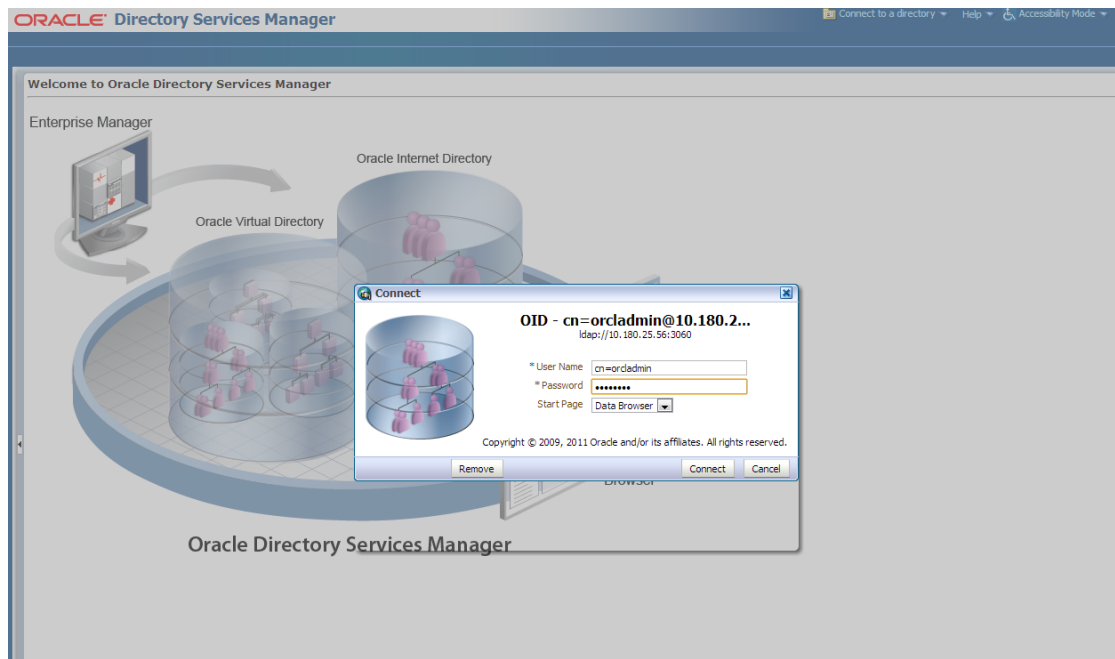 ORACLE Directory Services Manager
Connect to a directory Help Accessibility Mode
Welcome to Oracle Directory Services Manager
Enterprise Manager
Oracle Internet Directory
Oracle Virtual Directory
Connect
OID - cn=orcladmin@10.180.2...
ldap://10.180.25.56:3060
* User Name cn=orcladmin
* Password ••••••••
Start Page Data Browser
Copyright © 2009, 2011 Oracle and/or its affiliates. All rights reserved.
Remove Connect Cancel
Browser
Oracle Directory Services Manager